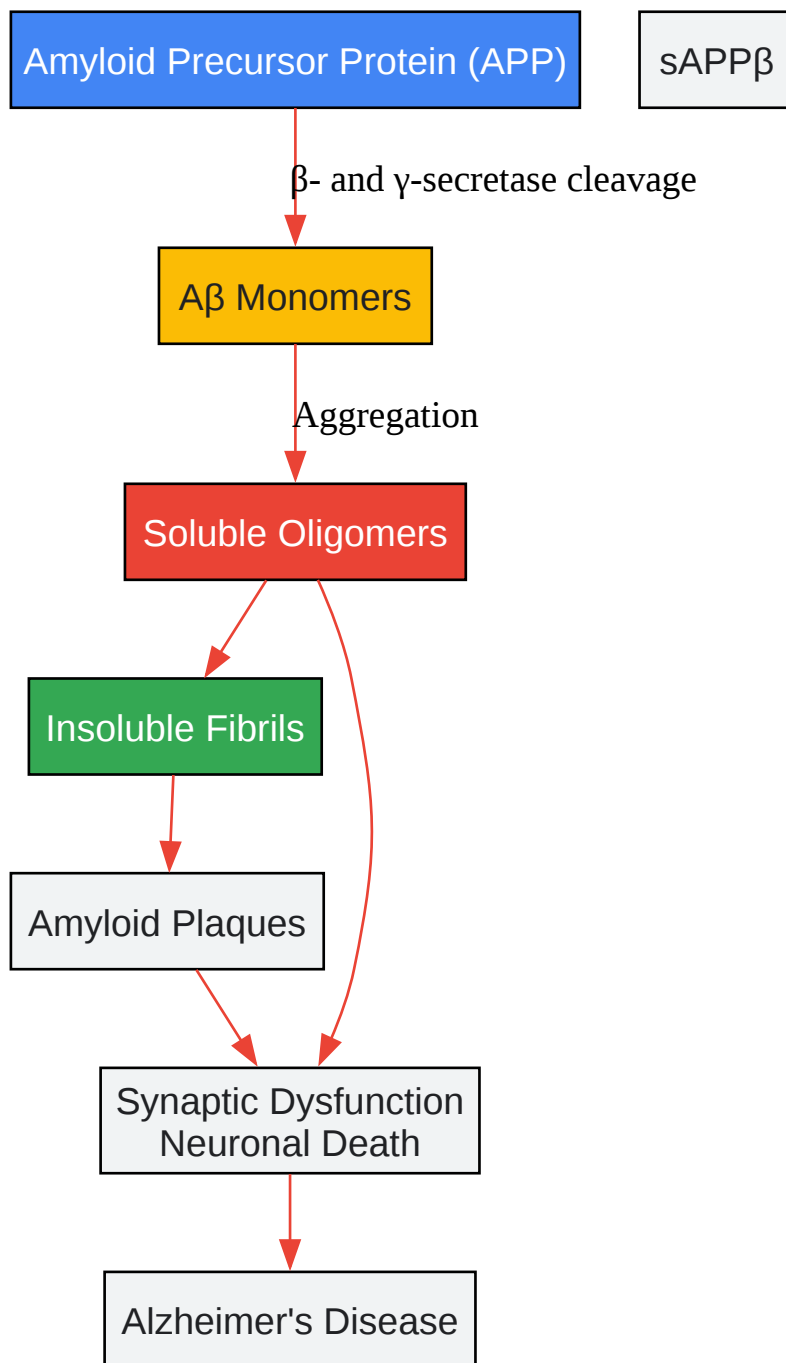 Amyloid Precursor Protein (APP)
sAPPβ
β- and γ-secretase cleavage
Aβ Monomers
Aggregation
Soluble Oligomers
Insoluble Fibrils
Amyloid Plaques
Synaptic Dysfunction
Neuronal Death
Alzheimer's Disease